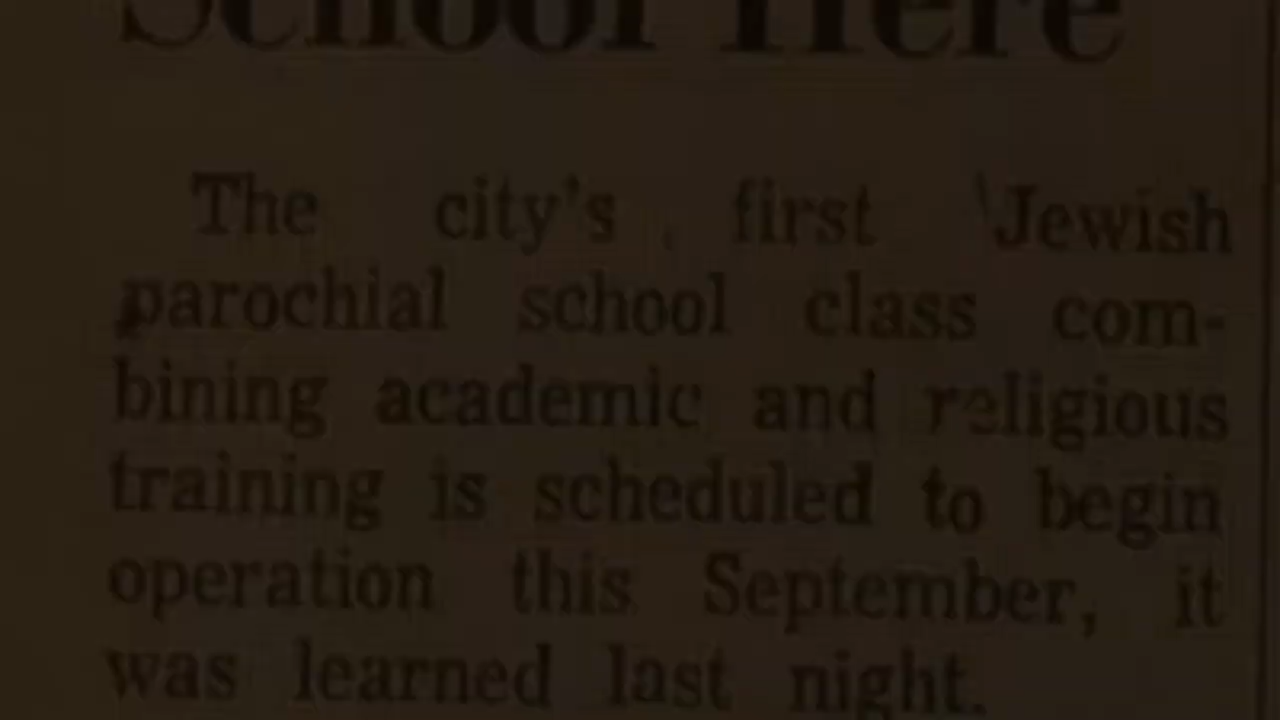 School Here
The city's first Jewish
parochial school class com-
bining academic and religious
training is scheduled to begin
operation this September, it
was learned last night.